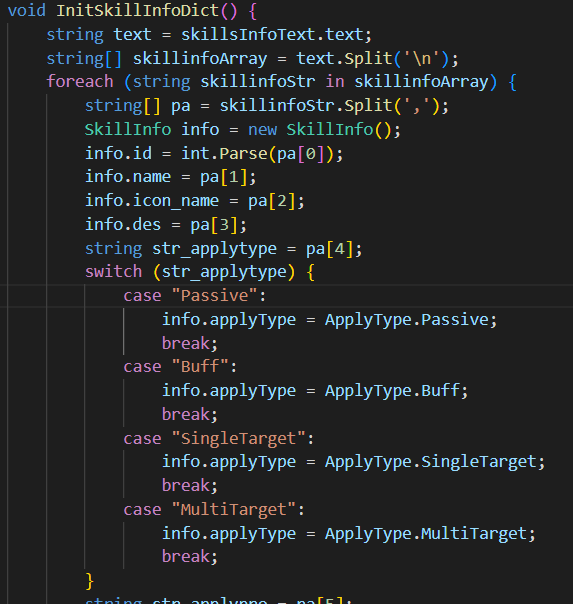 void InitSkillInfoDict() {
string text = skillsInfoText.text;
string[] skillinfoArray = text.Split('\n');
foreach (string skillinfoStr in skillinfoArray) {
string[] pa = skillinfoStr.Split(',');
SkillInfo info = new SkillInfo();
info.id = int.Parse(pa[0]);
info.name = pa[1];
info.icon_name = pa[2];
info.des = pa[3];
string str_applytype = pa[4];
switch (str_applytype) {
case "Passive":
info.applyType = ApplyType.Passive;
break;
case "Buff":
info.applyType = ApplyType.Buff;
break;
case "SingleTarget":
info.applyType = ApplyType.SingleTarget;
break;
case "MultiTarget":
info.applyType = ApplyType.MultiTarget;
break;
}
string = pa[5];